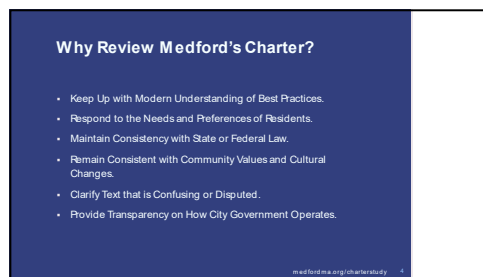 Why Review Medford's Charter?
▪ Keep Up with Modern Understanding of Best Practices.
▪ Respond to the Needs and Preferences of Residents.
▪ Maintain Consistency with State or Federal Law.
▪ Remain Consistent with Community Values and Cultural
Changes.
▪ Clarify Text that is Confusing or Disputed.
▪ Provide Transparency on How City Government Operates.
medfordma.org/charterstudy 4